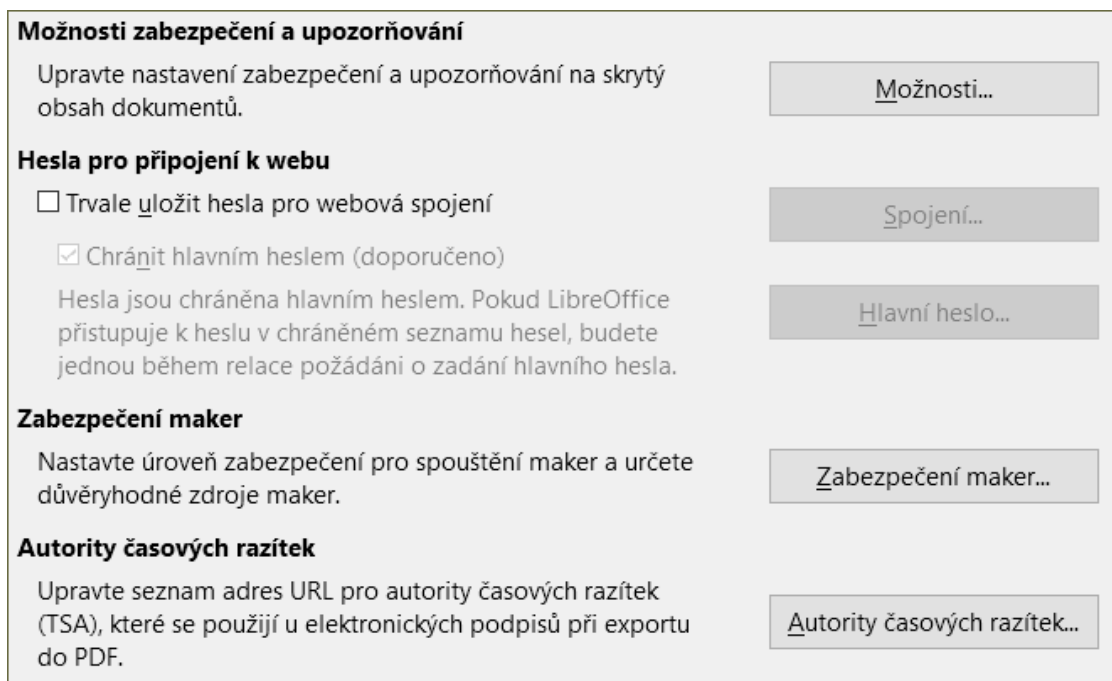 Možnosti zabezpečení a upozorňování
Upravte nastavení zabezpečení a upozorňování na skrytý
obsah dokumentů.
Možnosti...
Hesla pro připojení k webu
Trvale uložit hesla pro webová spojení
Spojení...
Chránit hlavním heslem (doporučeno)
Hesla jsou chráněna hlavním heslem. Pokud LibreOffice
přistupuje k heslu v chráněném seznamu hesel, budete
jednou během relace požádáni o zadání hlavního hesla.
Hlavní heslo...
Zabezpečení maker
Nastavte úroveň zabezpečení pro spouštění maker a určete
důvěryhodné zdroje maker.
Zabezpečení maker...
Autority časových razítek
Upravte seznam adres URL pro autority časových razítek
(TSA), které se použijí u elektronických podpisů při exportu
do PDF.
Autority časových razítek...